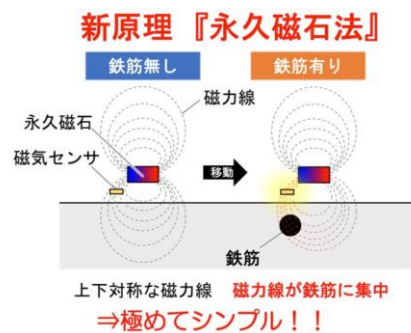 新原理『永久磁石法』
鉄筋無し
鉄筋有り
磁力線
永久磁石
磁気センサ
移動
鉄筋
上下対称な磁力線
磁力線が鉄筋に集中
⇒極めてシンプル！！